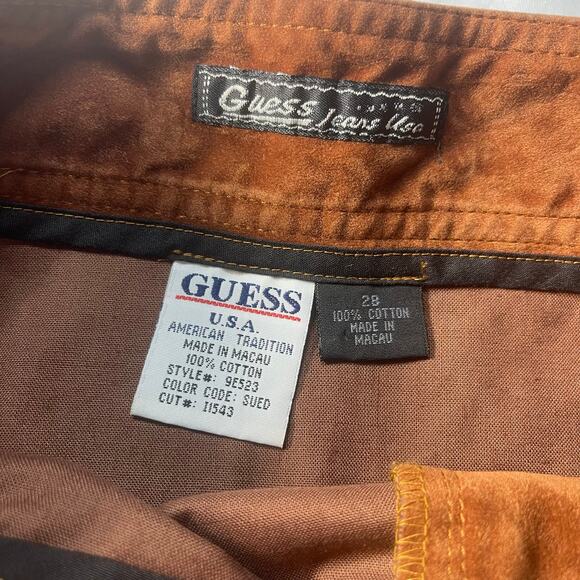 Guess
Jeans Usa
GUESS
U.S.A.
AMERICAN TRADITION
MADE IN MACAU
100% COTTON
STYLE#: 9E523
COLOR CODE: SUED
CUT#: I1543
28
100% COTTON
MADE IN
MACAU